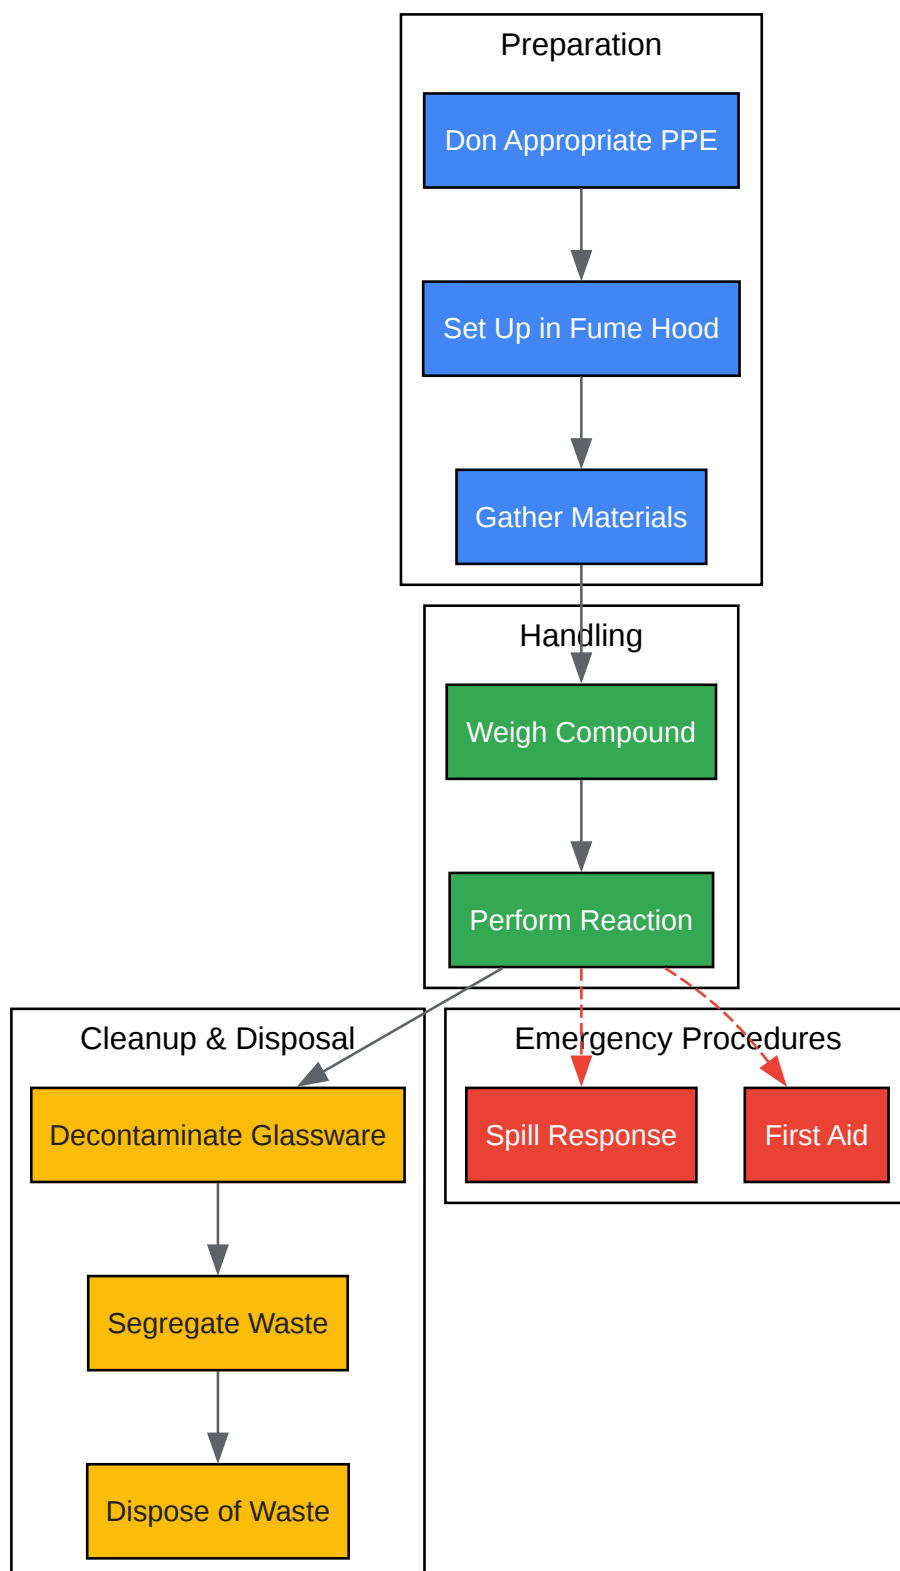 Preparation
Don Appropriate PPE
Set Up in Fume Hood
Gather Materials
Handling
Weigh Compound
Perform Reaction
Cleanup & Disposal
Decontaminate Glassware
Segregate Waste
Dispose of Waste
Emergency Procedures
Spill Response
First Aid